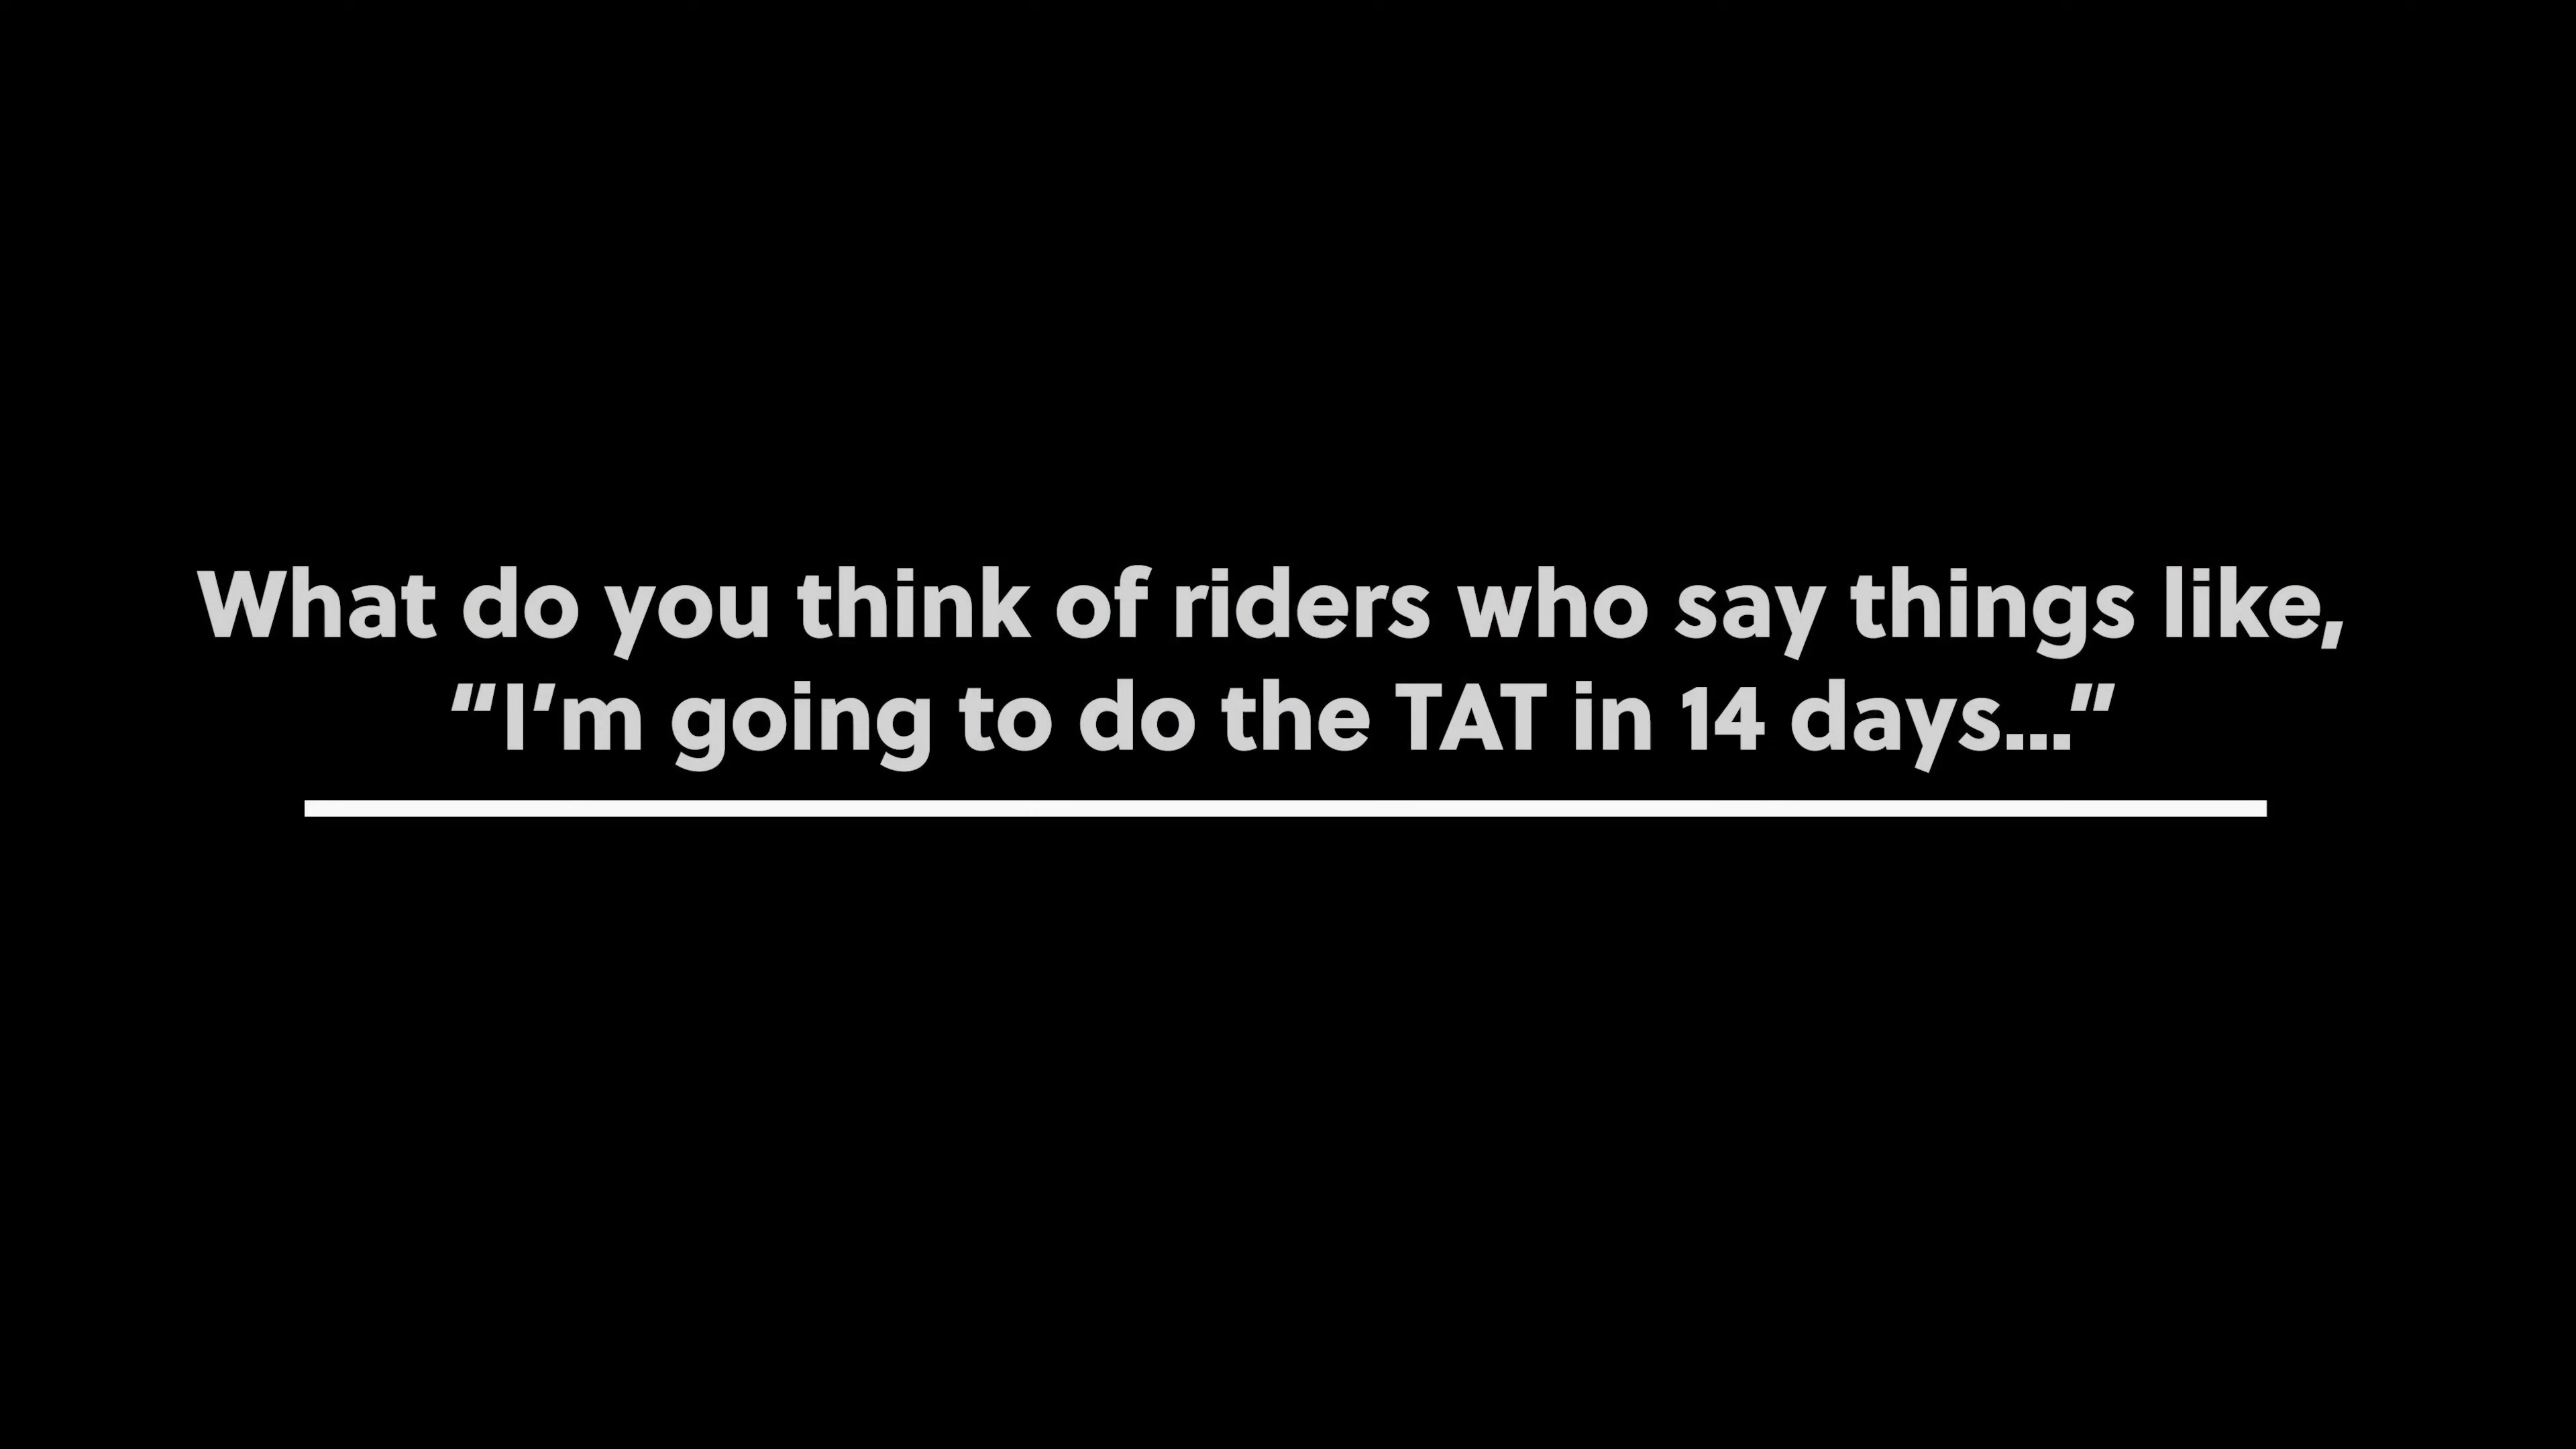 What do you think of riders who say things like,
“I’m going to do the TAT in 14 days...”